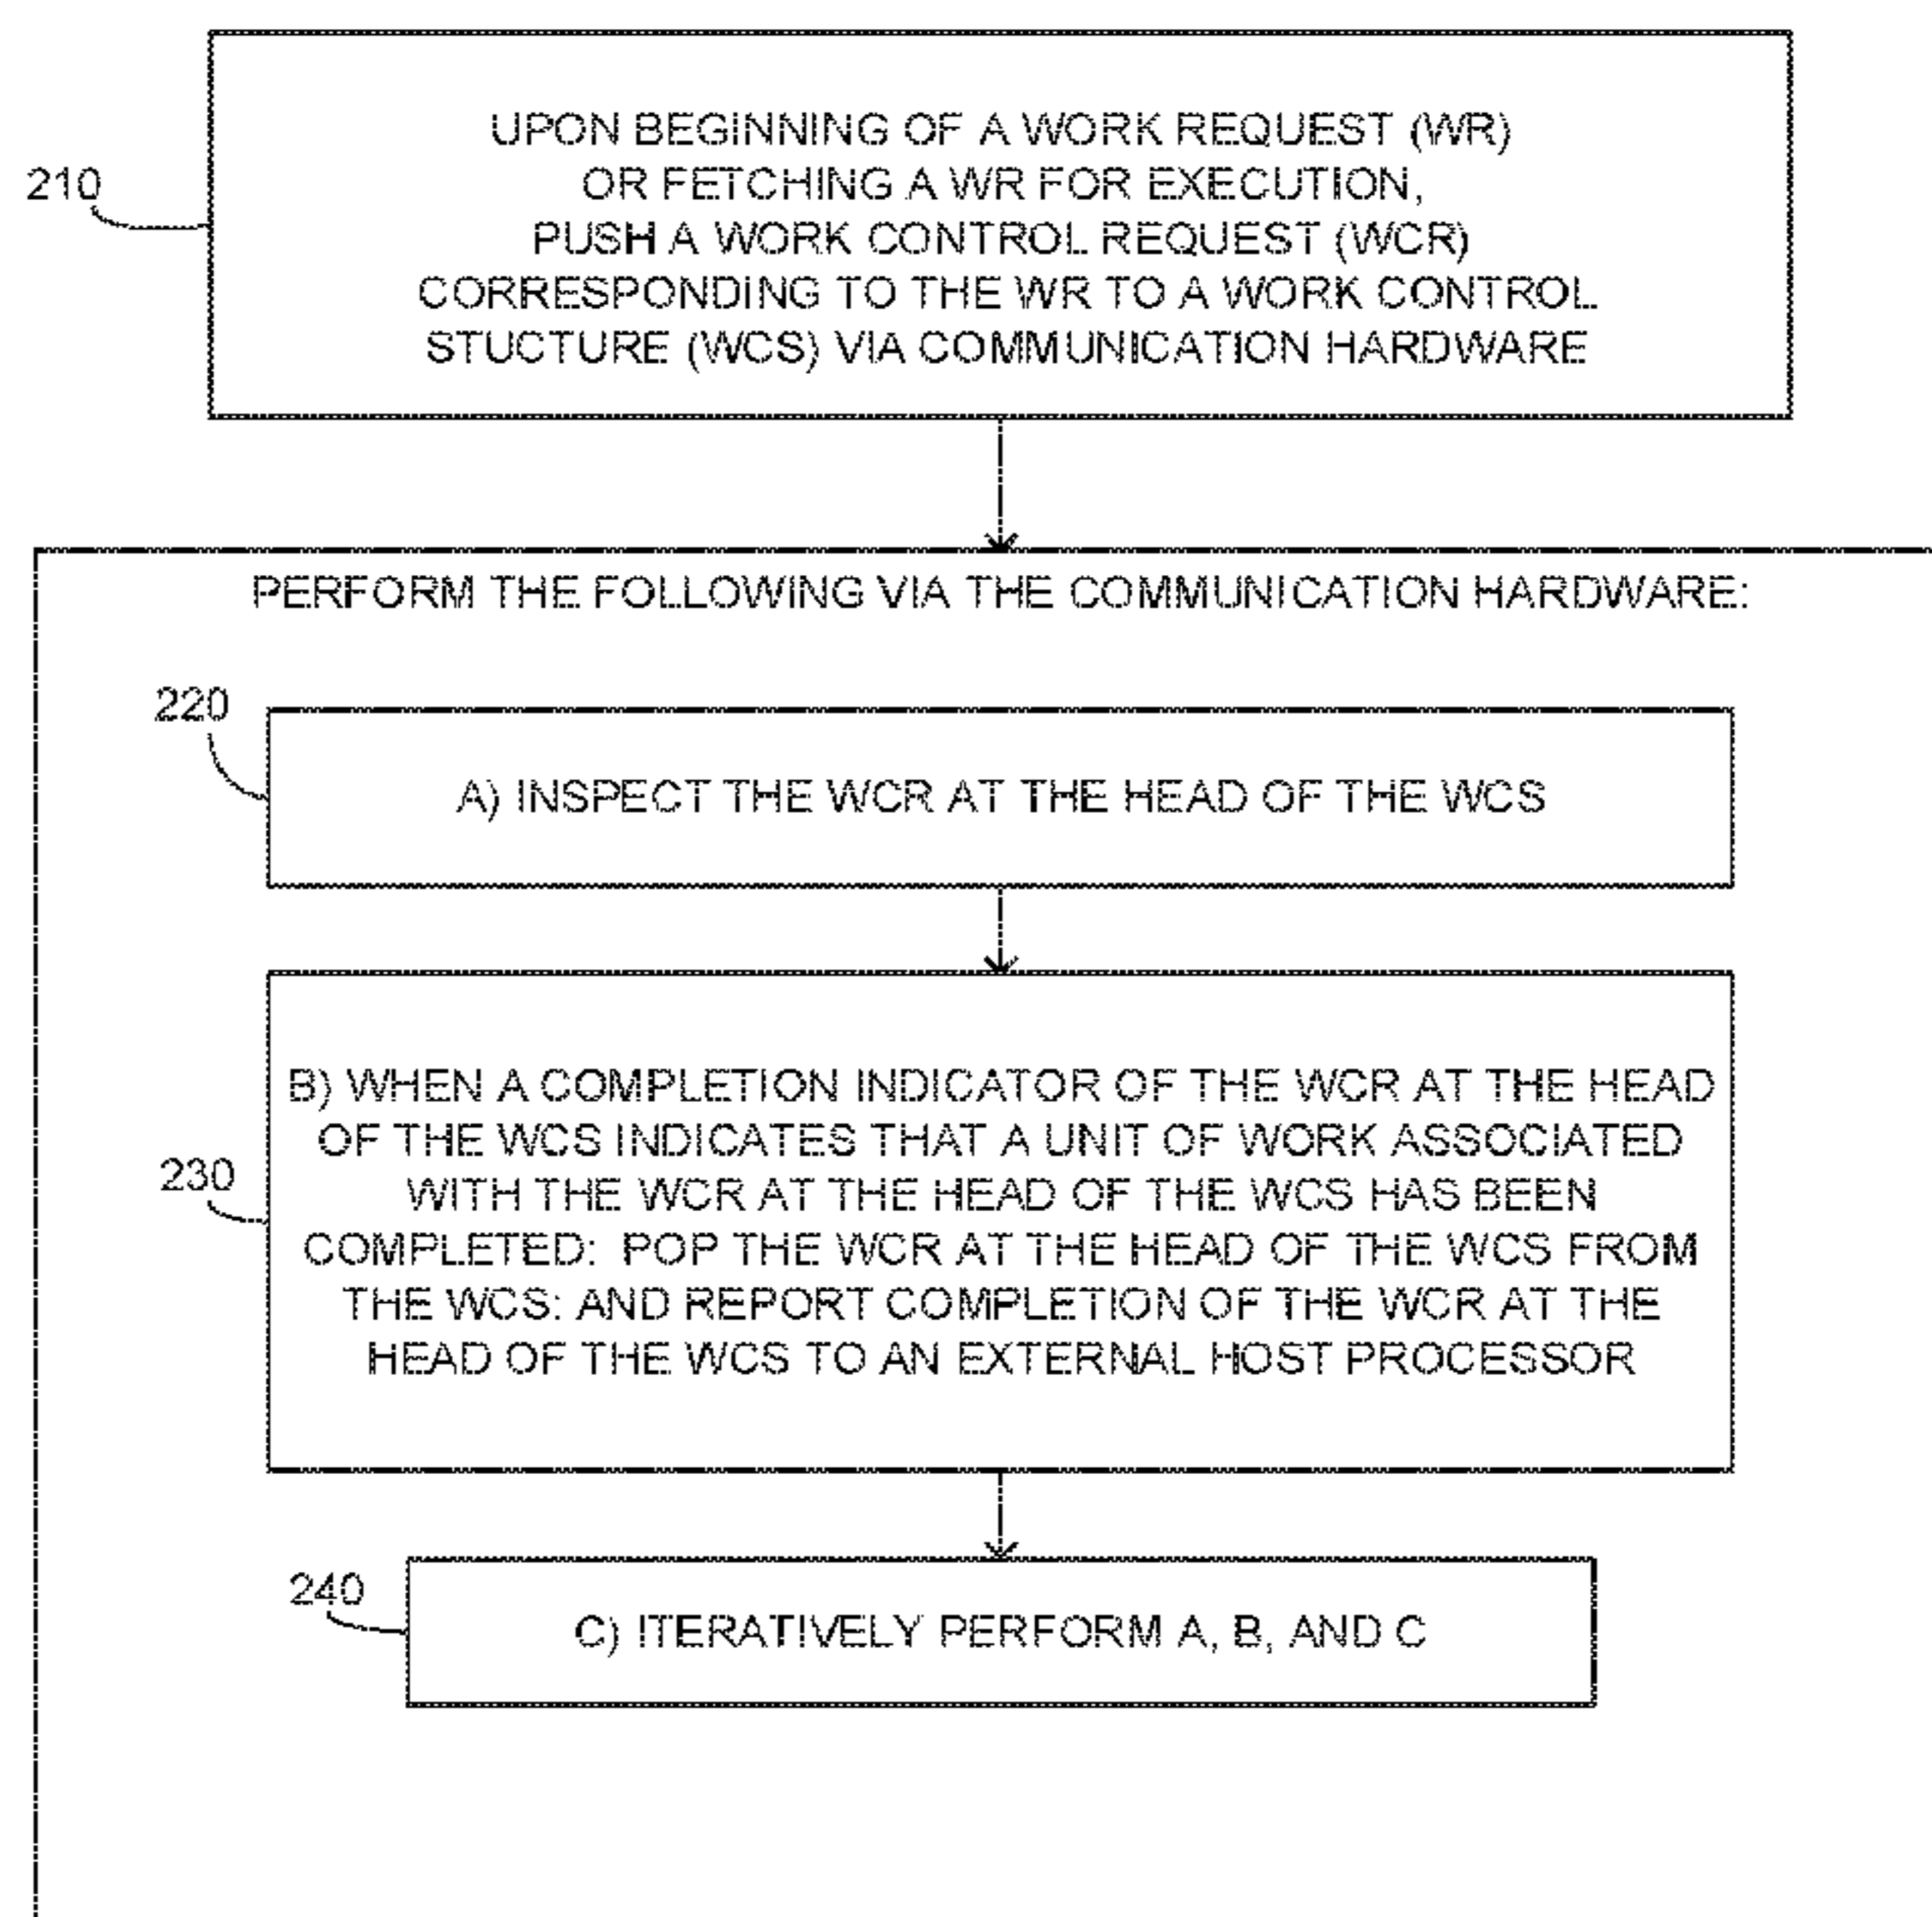 UPON BEGINNING OF A WORK REQUEST (WR)
OR FETCHING A WR FOR EXECUTION,
210
PUSH A WORK CONTROL REQUEST (WCR)
CORRESPONDING TO THE WR TO A WORK CONTROL
STUCTURE (WCS) VIA COMMUNICATION HARDWARE
PERFORM THE FOLLOWING VIA THE COMMUNICATION HARDWARE:
220
A) INSPECT THE WCR AT THE HEAD OF THE WCS
B) WHEN A COMPLETION INDICATOR OF THE WCR AT THE HEAD
OF THE WCS INDICATES THAT A UNIT OF WORK ASSOCIATED
230
WITH THE WCR AT THE HEAD OF THE WCS HAS BEEN
COMPLETED: POP THE WCR AT THE HEAD OF THE WCS FROM
THE WCS: AND REPORT COMPLETION OF THE WCR AT THE
HEAD OF THE WCS TO AN EXTERNAL HOST PROCESSOR
240
C) ITERATIVELY PERFORM A, B, AND C